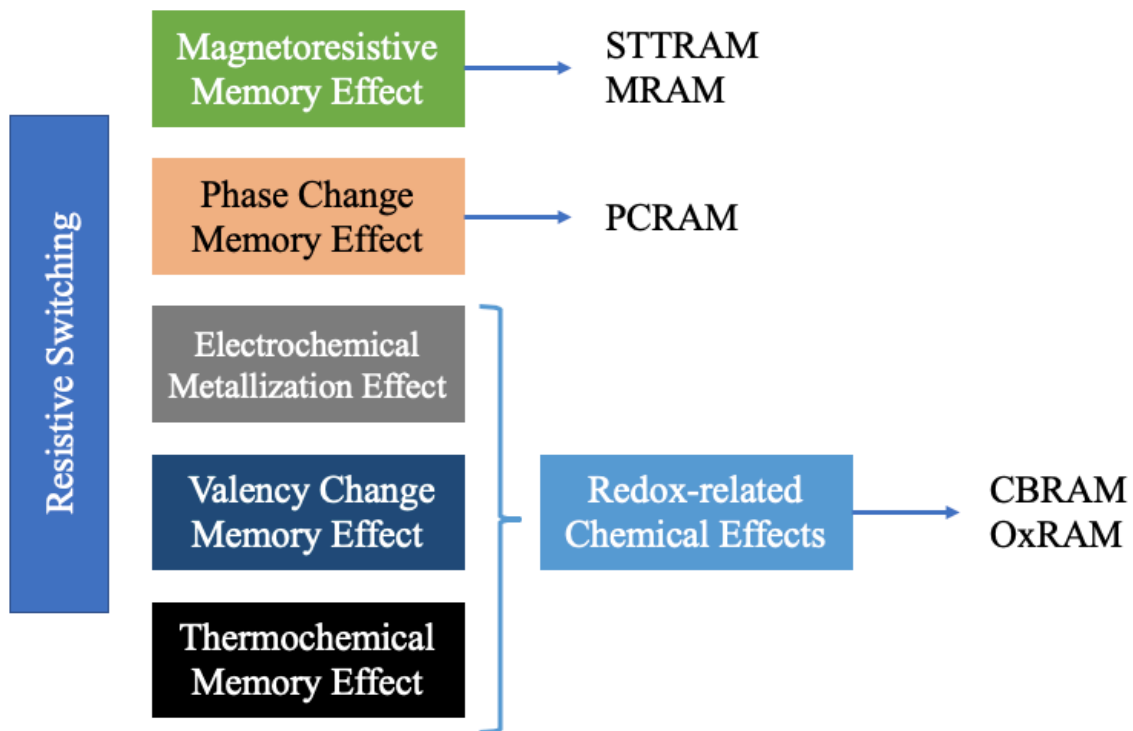 Resistive Switching
Magnetoresistive
Memory Effect
STTRAM
MRAM
Phase Change
Memory Effect
PCRAM
Electrochemical
Metallization Effect
Valency Change
Memory Effect
Thermochemical
Memory Effect
Redox-related
Chemical Effects
CBRAM
OxRAM